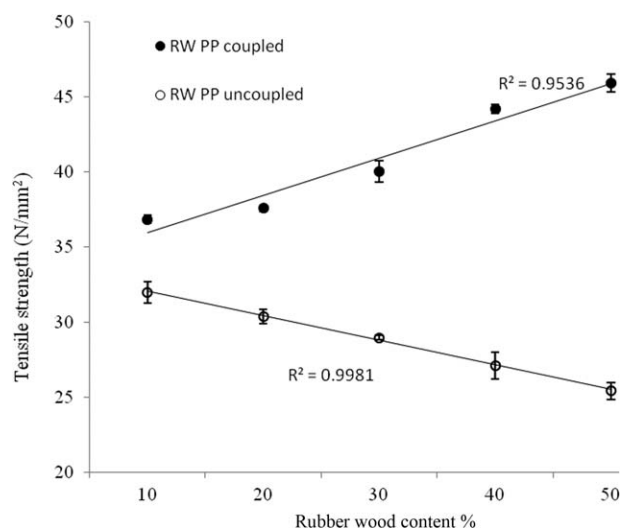 50
RW PP coupled
R² = 0.9536
45
RW PP uncoupled
40
35
30
R² = 0.9981
25
20
10 20 30 40 50
Rubber wood content %
Tensile strength (N/mm²)